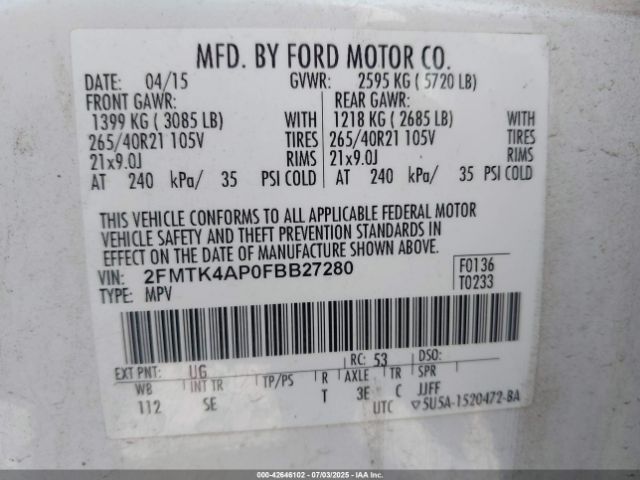 MFD. BY FORD MOTOR CO.
DATE: 04/15 GVWR: 2595 KG ( 5720 LB)
FRONT GAWR: REAR GAWR:
1399 KG ( 3085 LB) WITH 1218 KG ( 2685 LB) WITH
265/40R21 105V TIRES 265/40R21 105V TIRES
21x9.0J RIMS 21x9.0J RIMS
AT 240 kPa/ 35 PSI COLD AT 240 kPa/ 35 PSI COLD
THIS VEHICLE CONFORMS TO ALL APPLICABLE FEDERAL MOTOR
VEHICLE SAFETY AND THEFT PREVENTION STANDARDS IN
EFFECT ON THE DATE OF MANUFACTURE SHOWN ABOVE.
VIN: 2FMTK4AP0FBB27280 F0136
TYPE: MPV T0233
EXT PNT: UG RC: 53 DSO:
WB INT TR TP/PS R AXLE TR SPR
112 SE T 3E C JJFF
UTC ▽5U5A-1520472-BA
000-42646102 - 07/03/2025 - IAAI.COM